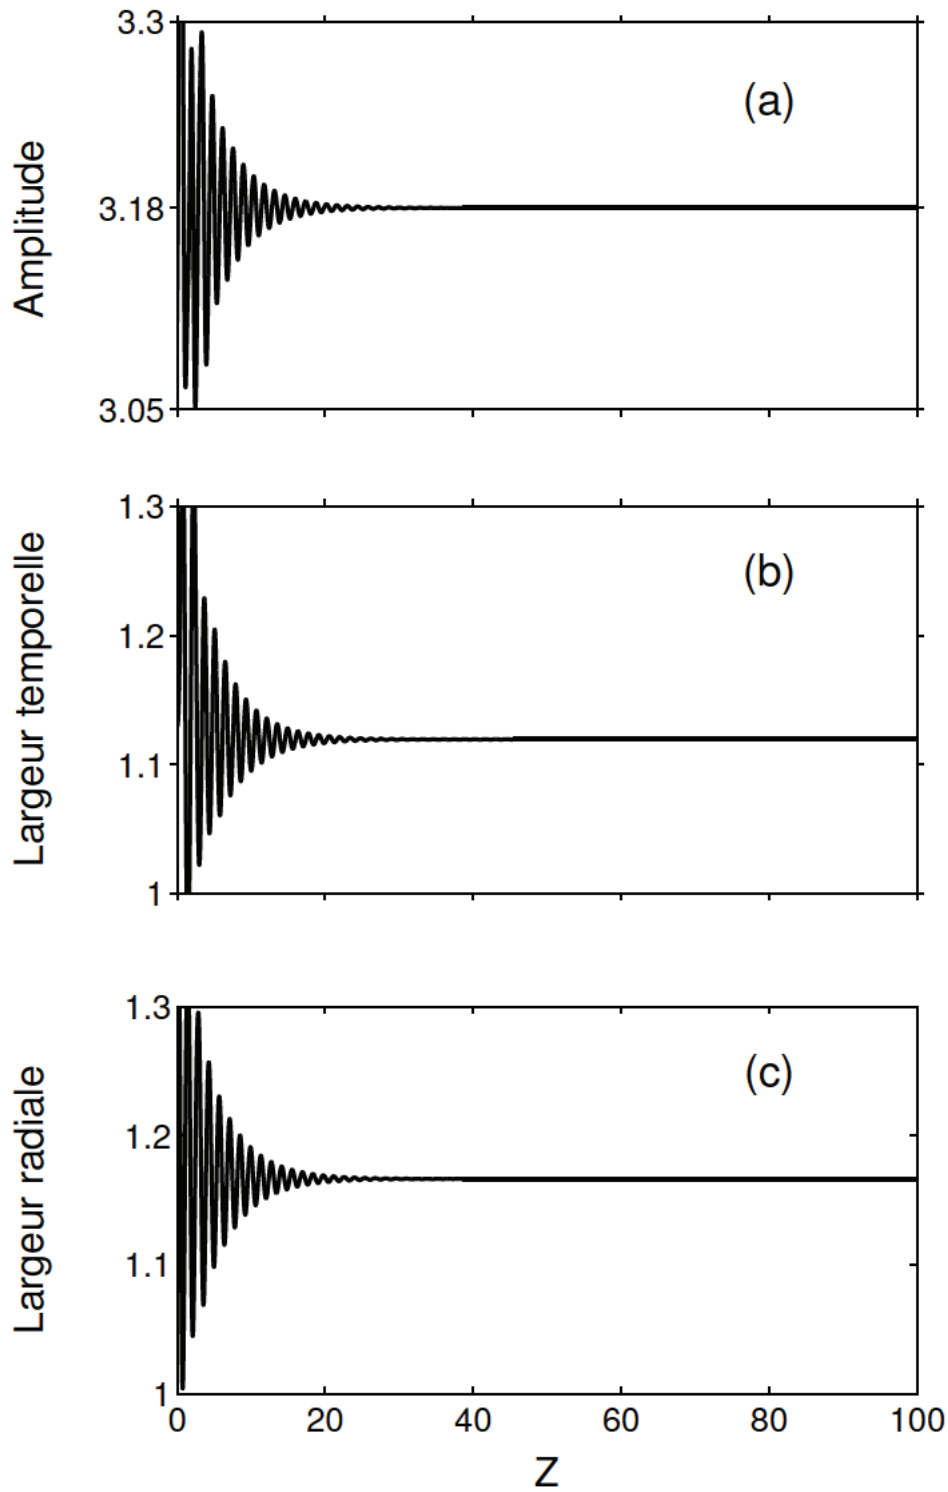 3.3
(a)
Amplitude
3.18
3.05
1.3
(b)
Largeur temporelle
1.2
1.1
1
1.3
(c)
Largeur radiale
1.2
1.1
1
0 20 40 60 80 100
Z